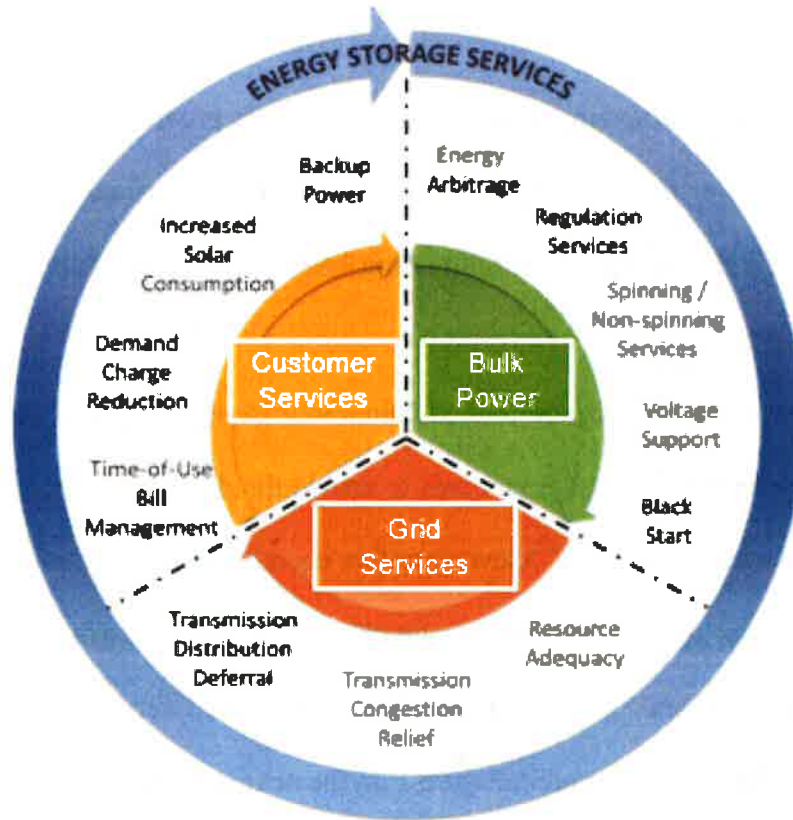 ENERGY STORAGE SERVICES
Backup
Power
Energy
Arbitrage
Increased
Solar
Consumption
Regulation
Services
Spinning /
Non-spinning
Services
Demand
Charge
Reduction
Customer
Services
Bulk
Power
Voltage
Support
Time-of-Use
Bill
Management
Black
Start
Grid
Services
Transmission
Distribution
Deferral
Resource
Adequacy
Transmission
Congestion
Relief